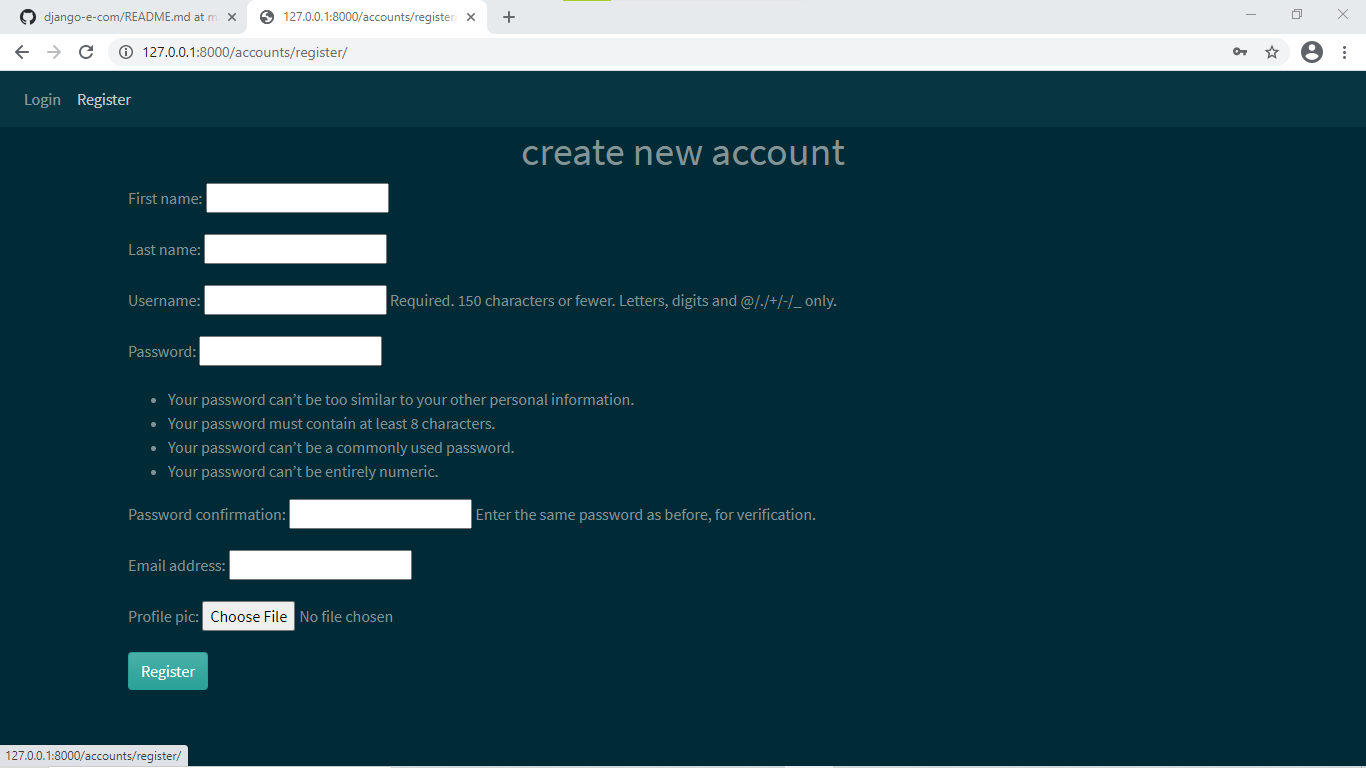 django-e-com/README.md at m
127.0.0.1:8000/accounts/register/
127.0.0.1:8000/accounts/register/
Login Register
create new account
First name:
Last name:
Username: Required. 150 characters or fewer. Letters, digits and @/./+/-/_ only.
Password:
Your password can’t be too similar to your other personal information.
Your password must contain at least 8 characters.
Your password can’t be a commonly used password.
Your password can’t be entirely numeric.
Password confirmation: Enter the same password as before, for verification.
Email address:
Profile pic: Choose File No file chosen
Register
127.0.0.1:8000/accounts/register/